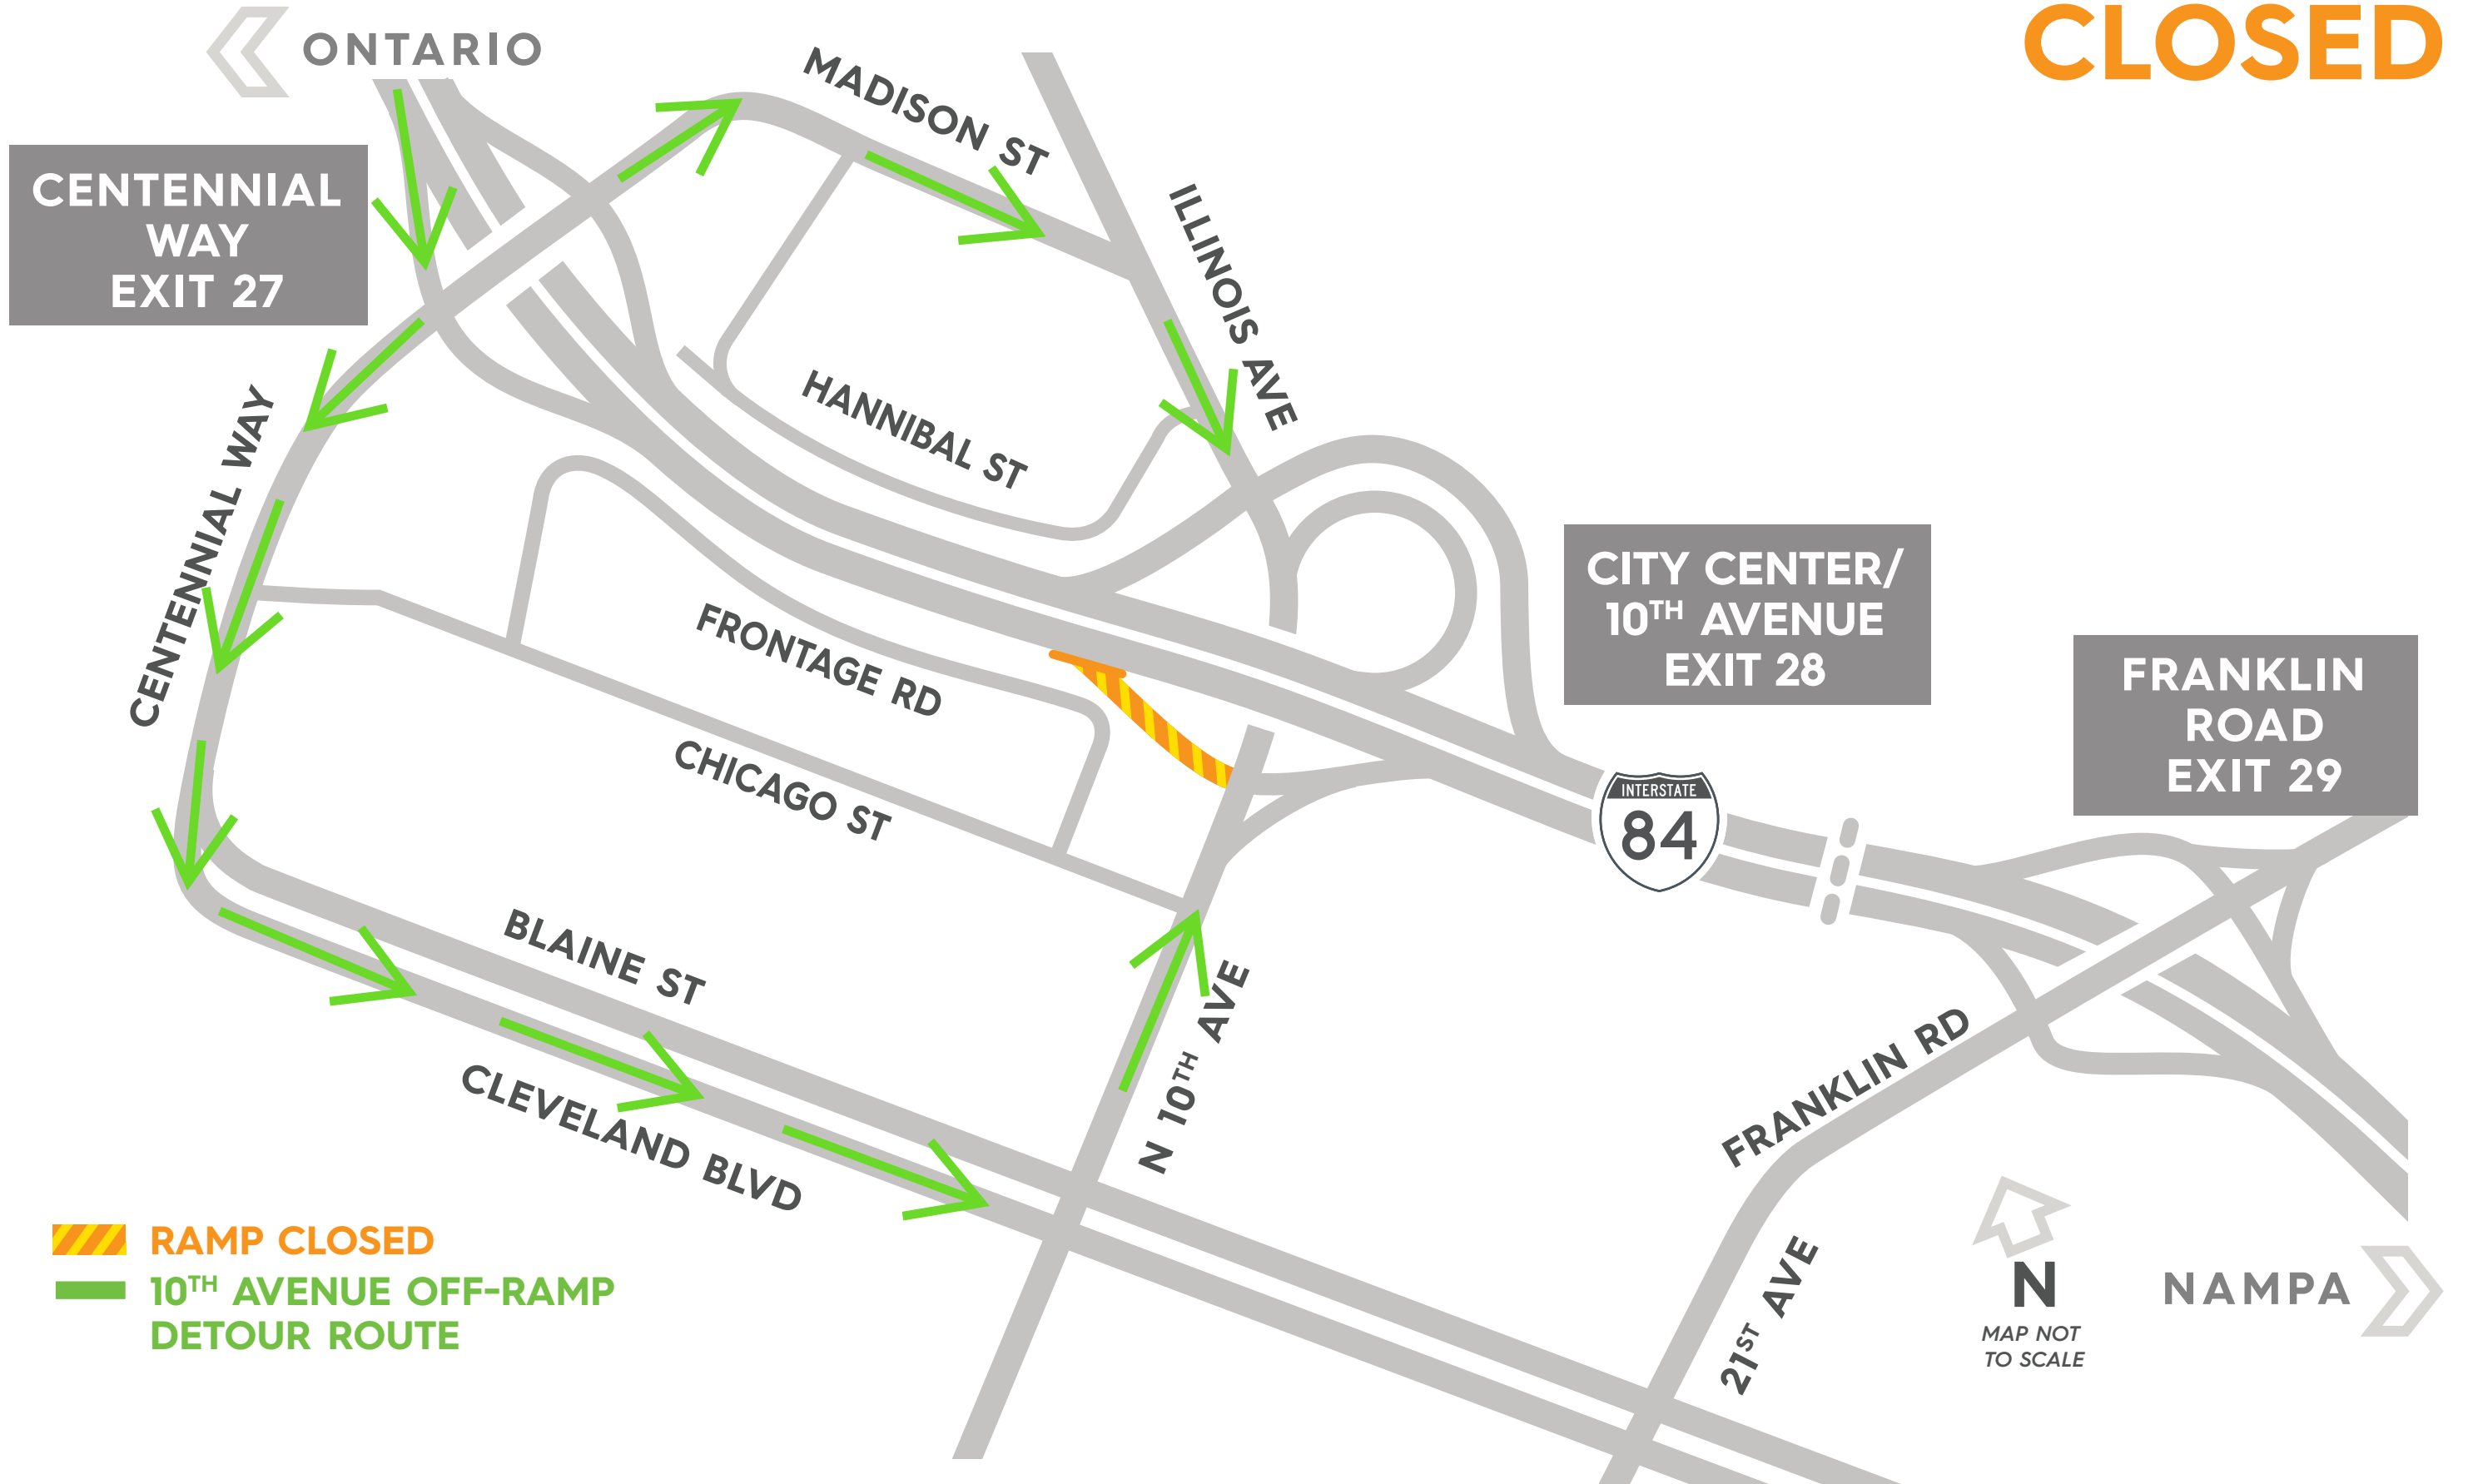 CLOSED
ONTARIO
MADISON ST
CENTENNIAL
WAY
EXIT 27
ILLINOIS AVE
HANNIBAL ST
CENTENNIAL WAY
CITY CENTER/
10TH AVENUE
EXIT 28
FRONTAGE RD
FRANKLIN
ROAD
EXIT 29
CHICAGO ST
INTERSTATE
84
BLAINE ST
N 10TH AVE
CLEVELAND BLVD
FRANKLIN RD
21ST AVE
RAMP CLOSED
10TH AVENUE OFF-RAMP
DETOUR ROUTE
N
MAP NOT
TO SCALE
NAMPA